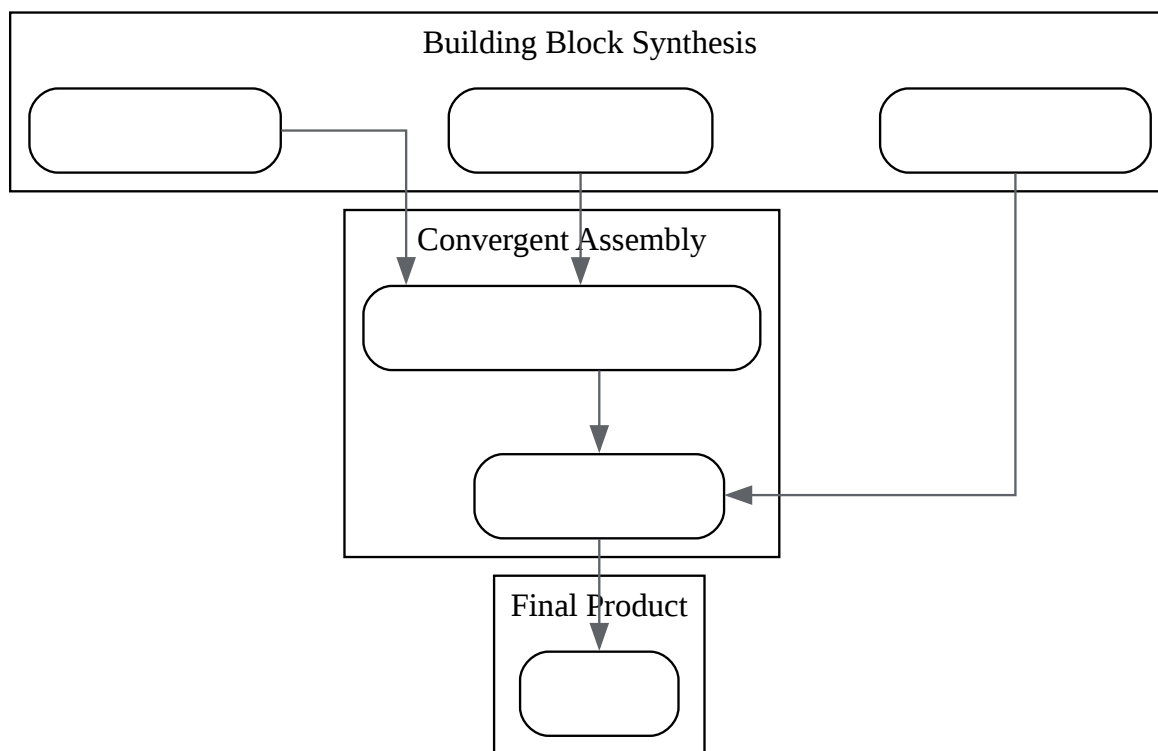 Building Block Synthesis
Convergent Assembly
Final Product